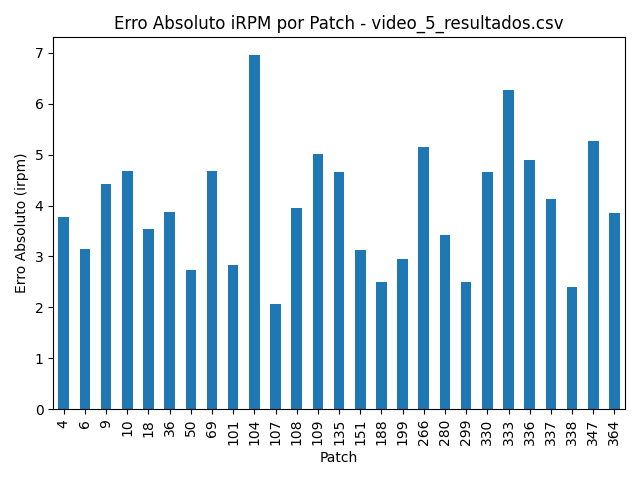 Erro Absoluto iRPM por Patch - video_5_resultados.csv
7
6
5
4
3
2
1
0
Erro Absoluto (irpm)
4 6 9 10 18 36 50 69 101 104 107 108 109 135 151 188 199 266 280 299 330 333 336 337 338 347 364
Patch